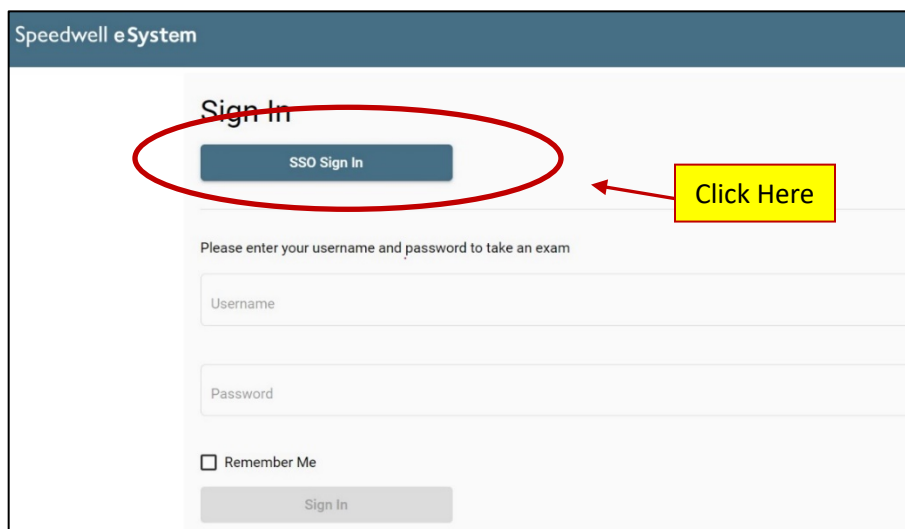 Speedwell eSystem
Sign In
SSO Sign In
Click Here
Please enter your username and password to take an exam
Username
Password
Remember Me
Sign In